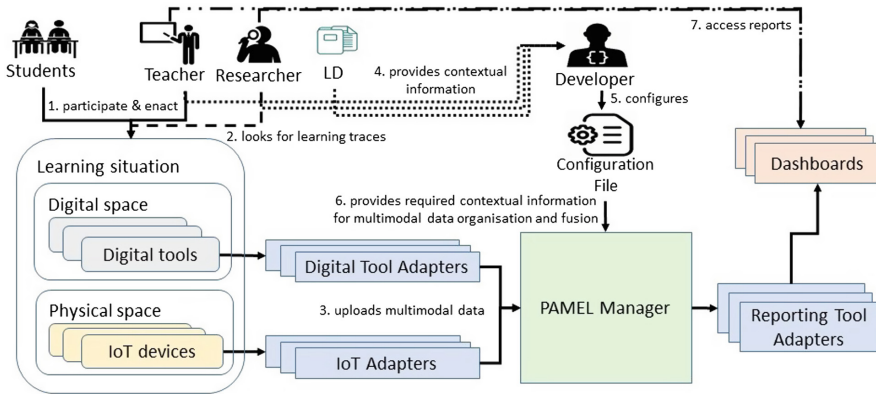 7. access reports
Students
Teacher
Researcher
LD
Developer
4. provides contextual
information
1. participate & enact
5. configures
2. looks for learning traces
Configuration
File
Dashboards
Learning situation
Digital space
Digital tools
6. provides required contextual information
for multimodal data organisation and fusion
Digital Tool Adapters
3. uploads multimodal data
PAMEL Manager
Physical space
IoT devices
IoT Adapters
Reporting Tool
Adapters